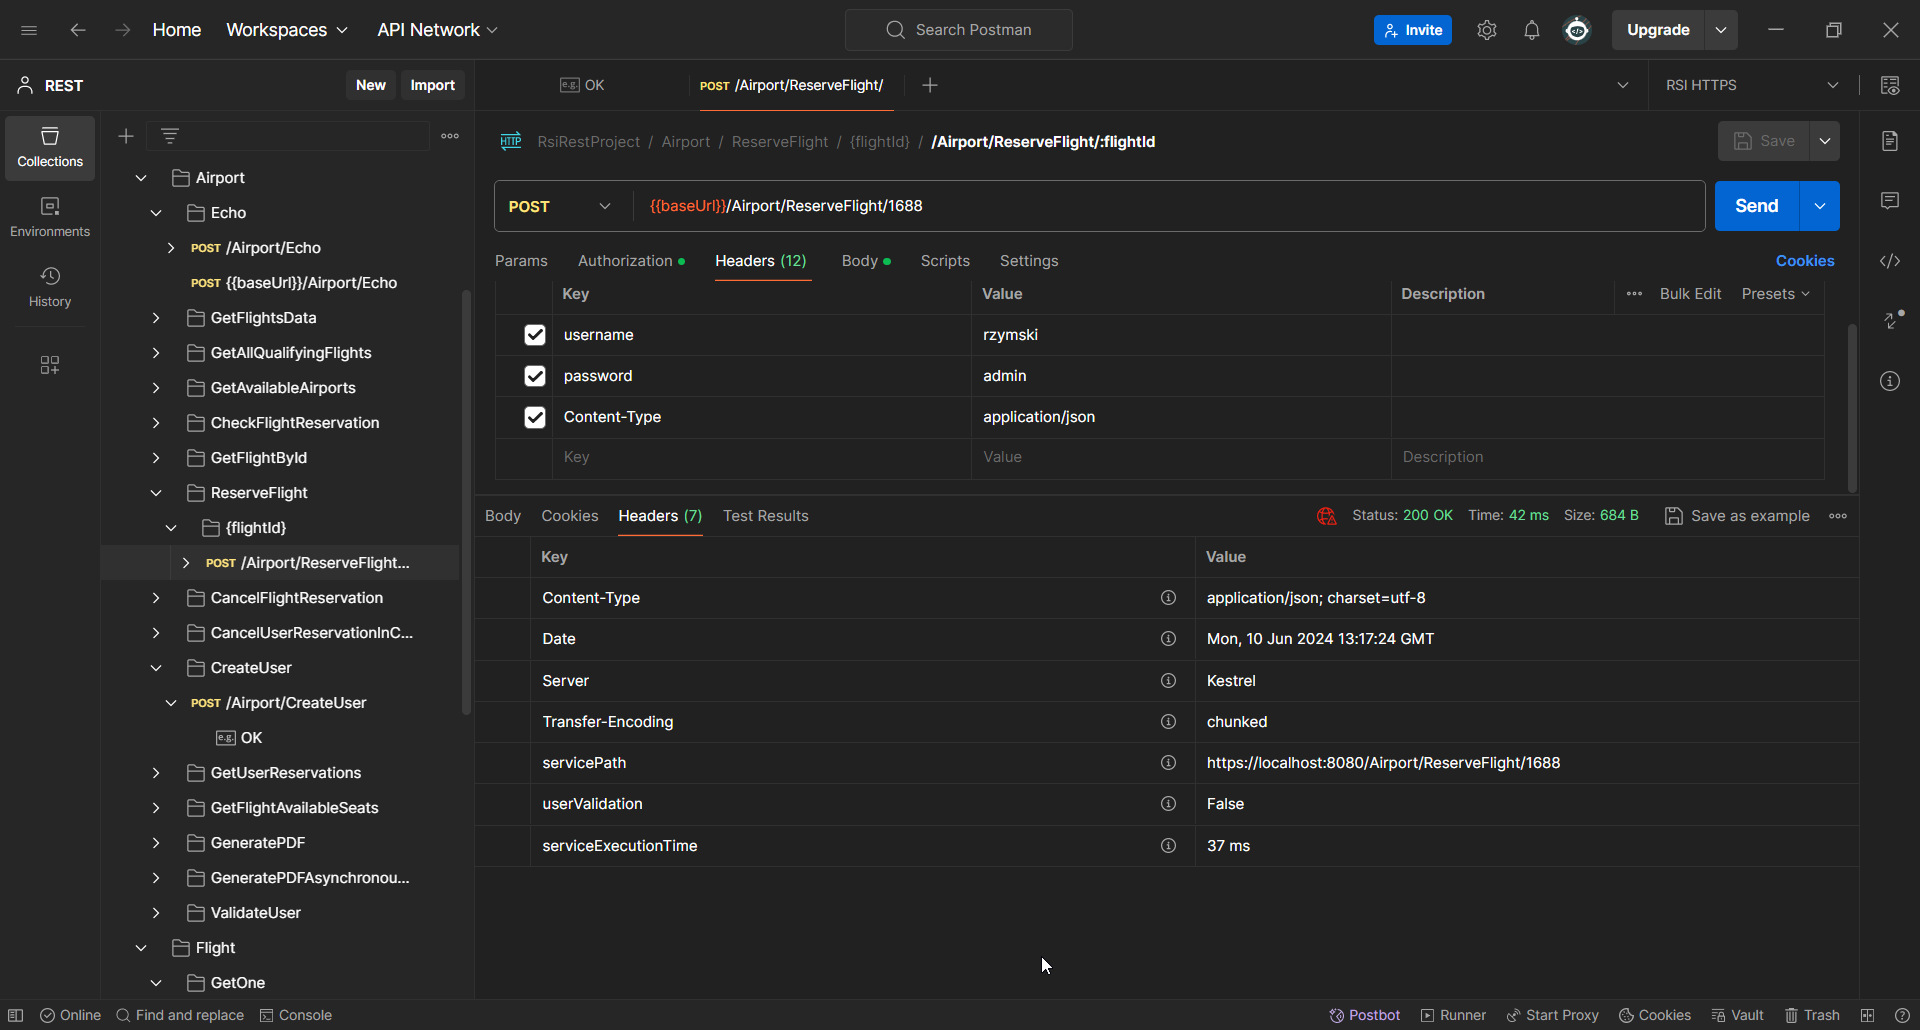 Home Workspaces API Network Search Postman Invite Upgrade
REST New Import e.g. OK POST /Airport/ReserveFlight/ RSI HTTPS
Collections
Environments
History
Airport
Echo
POST /Airport/Echo
POST {{baseUrl}}/Airport/Echo
GetFlightsData
GetAllQualifyingFlights
GetAvailableAirports
CheckFlightReservation
GetFlightById
ReserveFlight
{flightId}
POST /Airport/ReserveFlight...
CancelFlightReservation
CancelUserReservationInC...
CreateUser
POST /Airport/CreateUser
e.g. OK
GetUserReservations
GetFlightAvailableSeats
GeneratePDF
GeneratePDFAsynchronou...
ValidateUser
Flight
GetOne
HTTP RsiRestProject / Airport / ReserveFlight / {flightId} / /Airport/ReserveFlight/:flightId Save
POST {{baseUrl}}/Airport/ReserveFlight/1688 Send
Params Authorization Headers (12) Body Scripts Settings Cookies
Key Value Description Bulk Edit Presets
username rzymski
password admin
Content-Type application/json
Key Value Description
Body Cookies Headers (7) Test Results Status: 200 OK Time: 42 ms Size: 684 B Save as example
Key Value
Content-Type application/json; charset=utf-8
Date Mon, 10 Jun 2024 13:17:24 GMT
Server Kestrel
Transfer-Encoding chunked
servicePath https://localhost:8080/Airport/ReserveFlight/1688
userValidation False
serviceExecutionTime 37 ms
Online Find and replace Console Postbot Runner Start Proxy Cookies Vault Trash